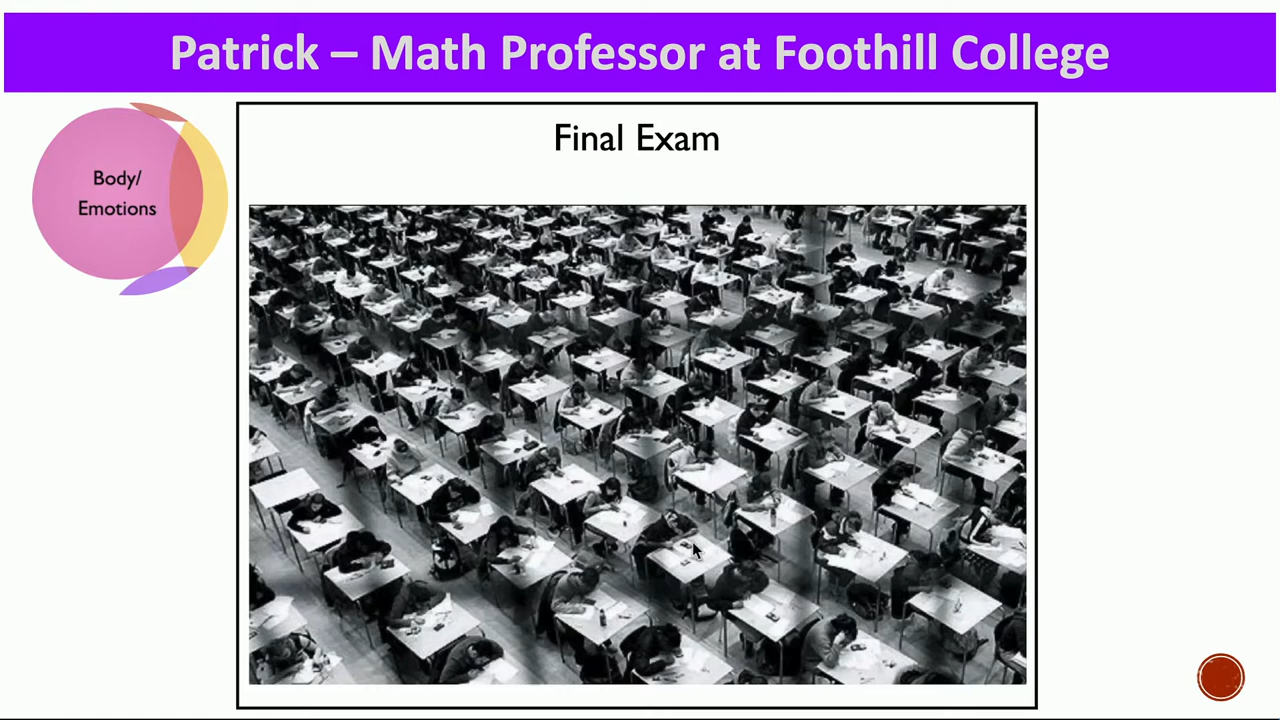 Patrick – Math Professor at Foothill College
Body/
Emotions
Final Exam